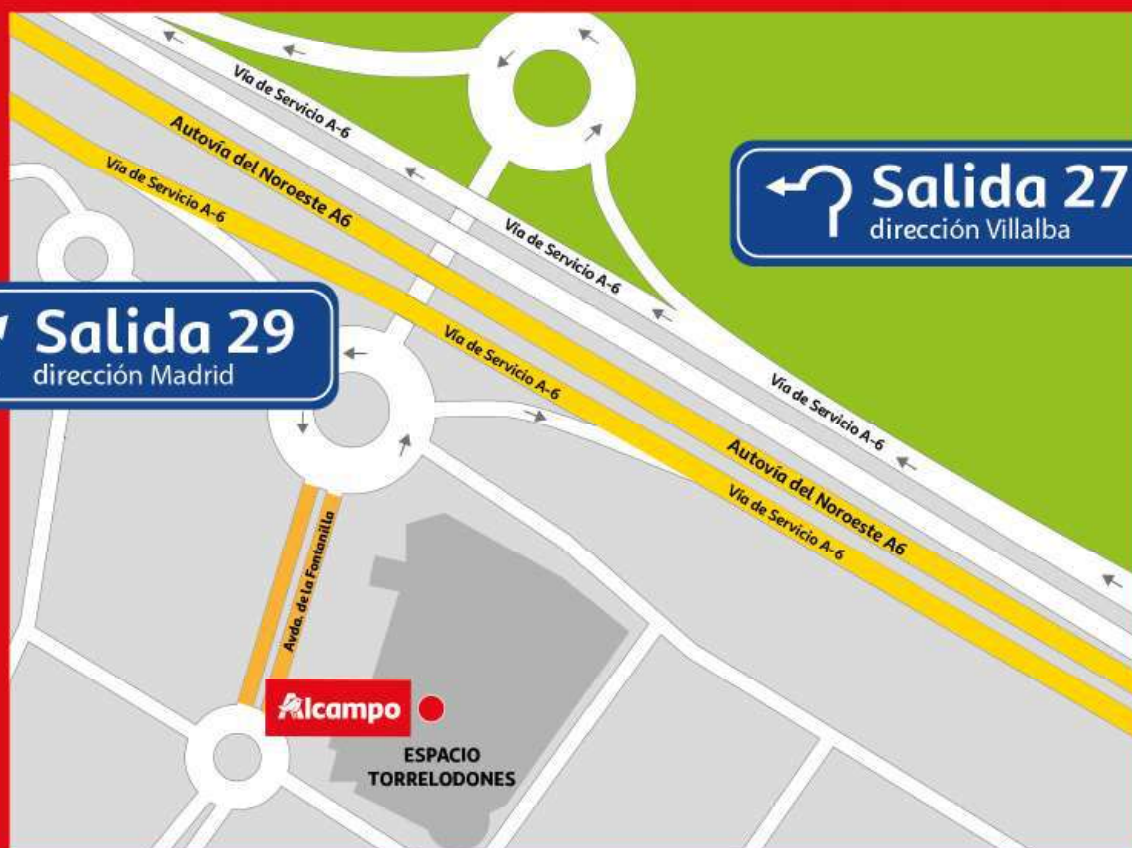 Vía de Servicio A-6
Autovía del Noroeste A6
Vía de Servicio A-6
Salida 27
dirección Villalba
Vía de Servicio A-6
Salida 29
dirección Madrid
Vía de Servicio A-6
Vía de Servicio A-6
Autovía del Noroeste A6
Vía de Servicio A-6
Avda. de la Fontanilla
Alcampo
ESPACIO
TORRELODONES